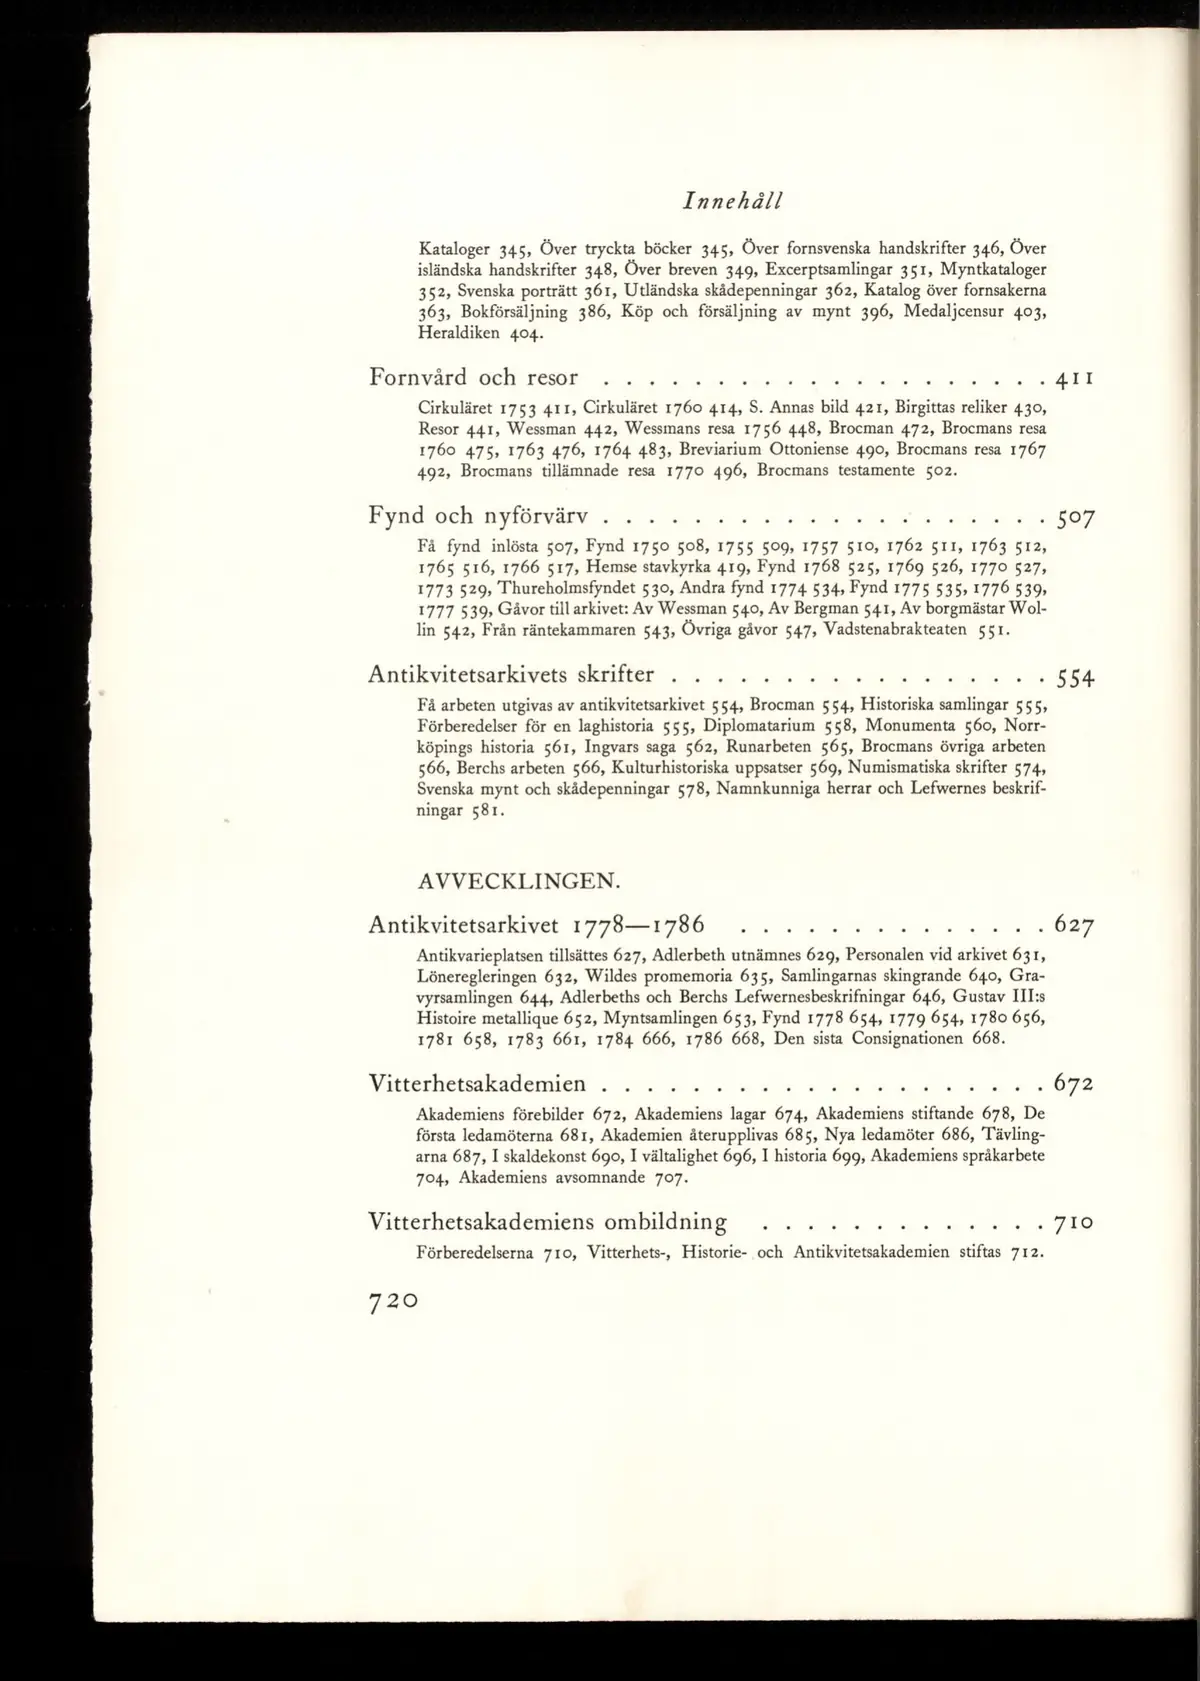 Innehåll
Kataloger 345, Över tryckta böcker 345, Över fornsvenska handskrifter 346, Över
isländska handskrifter 348, Över breven 349, Excerptsamlingar 351, Myntkataloger
352, Svenska porträtt 361, Utländska skådepenningar 362, Katalog över fornsakerna
363, Bokförsäljning 386, Köp och försäljning av mynt 396, Medaljcensur 403,
Heraldiken 404.
Fornvård och resor . . . . . . . . . . . . . . . . . . . . 411
Cirkuläret 1753 411, Cirkuläret 1760 414, S. Annas bild 421, Birgittas reliker 430,
Resor 441, Wessman 442, Wessmans resa 1756 448, Brocman 472, Brocmans resa
1760 475, 1763 476, 1764 483, Breviarium Ottoniense 490, Brocmans resa 1767
492, Brocmans tillämnade resa 1770 496, Brocmans testamente 502.
Fynd och nyförvärv . . . . . . . . . . . . . . . . . . . . 507
Få fynd inlösta 507, Fynd 1750 508, 1755 509, 1757 510, 1762 511, 1763 512,
1765 516, 1766 517, Hemse stavkyrka 419, Fynd 1768 525, 1769 526, 1770 527,
1773 529, Thureholmsfyndet 530, Andra fynd 1774 534, Fynd 1775 535, 1776 539,
1777 539, Gåvor till arkivet: Av Wessman 540, Av Bergman 541, Av borgmästar Wol-
lin 542, Från räntekammaren 543, Övriga gåvor 547, Vadstenabrakteaten 551.
Antikvitetsarkivets skrifter . . . . . . . . . . . . . . . . . 554
Få arbeten utgivas av antikvitetsarkivet 554, Brocman 554, Historiska samlingar 555,
Förberedelser för en laghistoria 555, Diplomatarium 558, Monumenta 560, Norr-
köpings historia 561, Ingvars saga 562, Runarbeten 565, Brocmans övriga arbeten
566, Berchs arbeten 566, Kulturhistoriska uppsatser 569, Numismatiska skrifter 574,
Svenska mynt och skådepenningar 578, Namnkunniga herrar och Lefwernes beskrif-
ningar 581.
AVVECKLINGEN.
Antikvitetsarkivet 1778—1786 . . . . . . . . . . . . . . 627
Antikvarieplatsen tillsättes 627, Adlerbeth utnämnes 629, Personalen vid arkivet 631,
Löneregleringen 632, Wildes promemoria 635, Samlingarnas skingrande 640, Gra-
vyrsamlingen 644, Adlerbeths och Berchs Lefwernesbeskrifningar 646, Gustav III:s
Histoire metallique 652, Myntsamlingen 653, Fynd 1778 654, 1779 654, 1780 656,
1781 658, 1783 661, 1784 666, 1786 668, Den sista Consignationen 668.
Vitterhetsakademien . . . . . . . . . . . . . . . . . . . . 672
Akademiens förebilder 672, Akademiens lagar 674, Akademiens stiftande 678, De
första ledamöterna 681, Akademien återupplivas 685, Nya ledamöter 686, Tävling-
arna 687, I skaldekonst 690, I vältalighet 696, I historia 699, Akademiens språkarbete
704, Akademiens avsomnande 707.
Vitterhetsakademiens ombildning . . . . . . . . . . . . . 710
Förberedelserna 710, Vitterhets-, Historie- och Antikvitetsakademien stiftas 712.
720